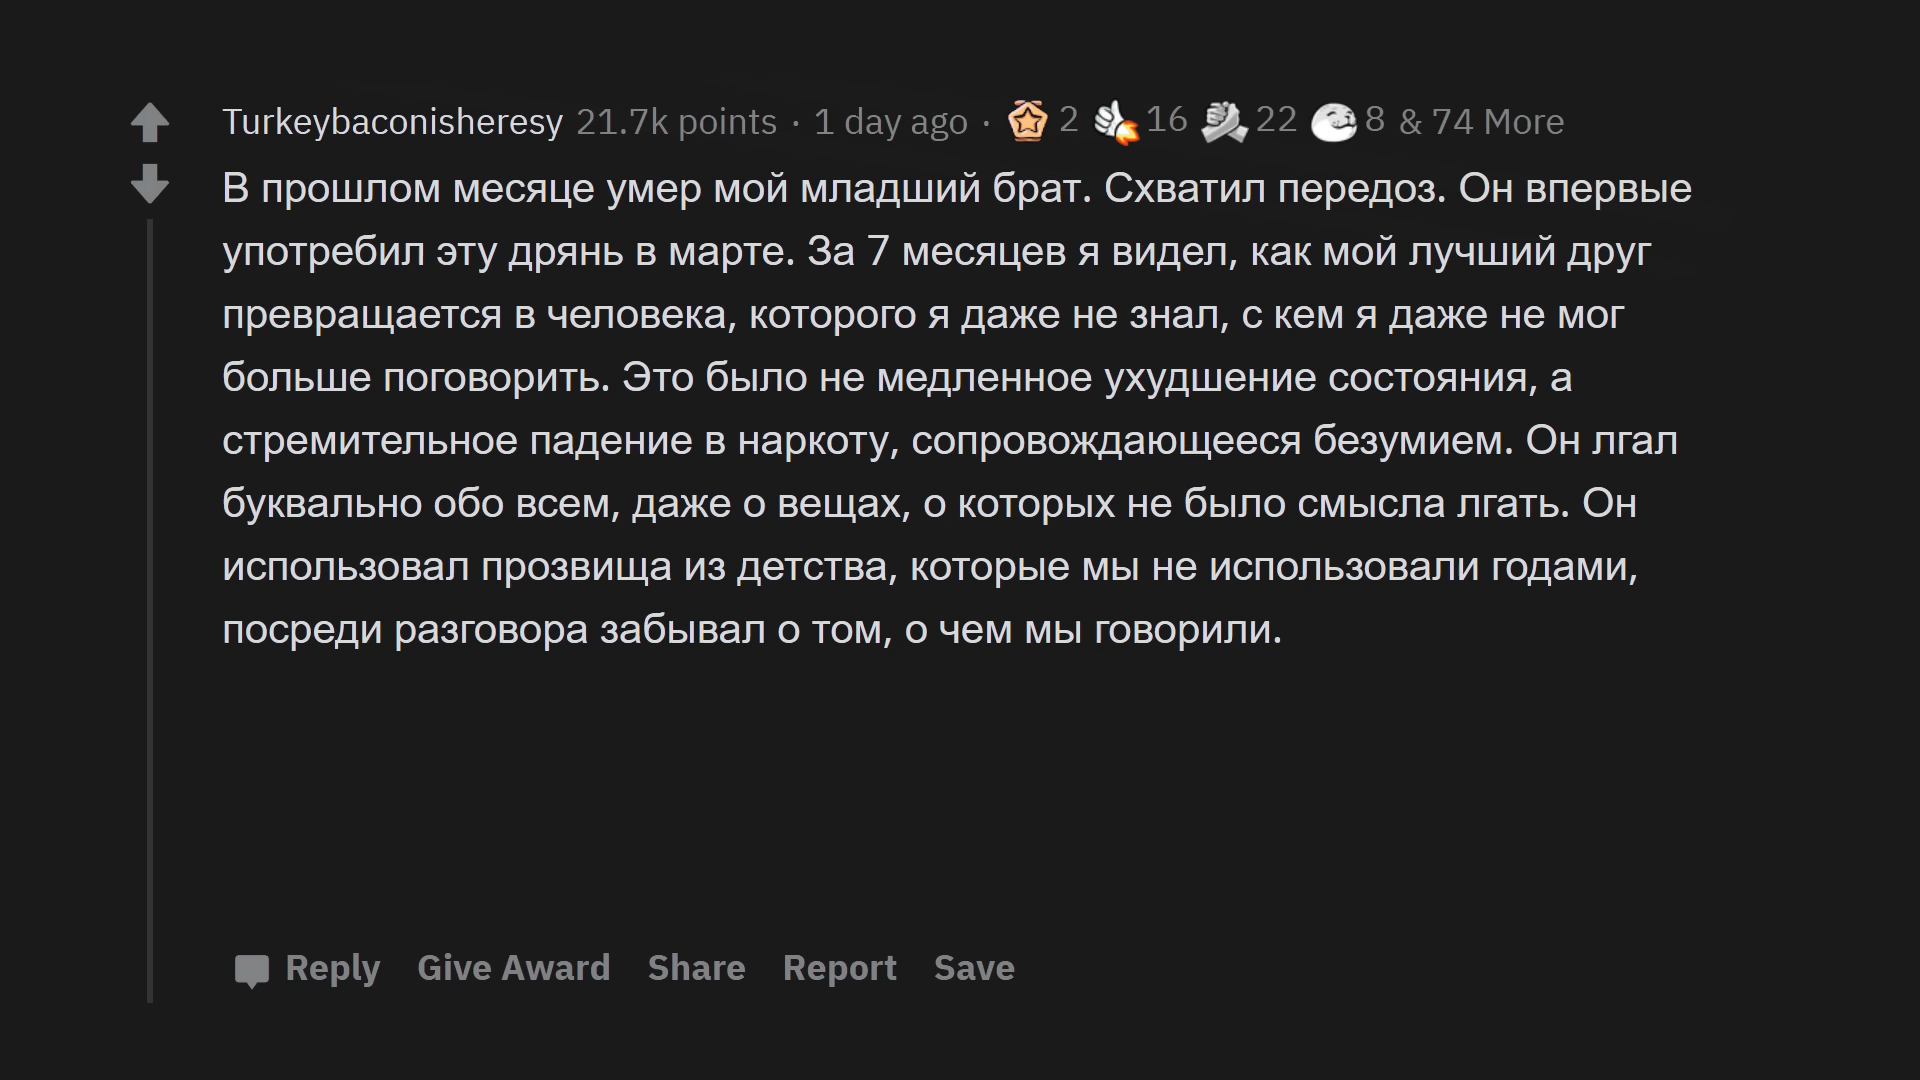 Turkeybaconisheresy 21.7k points · 1 day ago · 2 16 22 8 & 74 More
В прошлом месяце умер мой младший брат. Схватил передоз. Он впервые
употребил эту дрянь в марте. За 7 месяцев я видел, как мой лучший друг
превращается в человека, которого я даже не знал, с кем я даже не мог
больше поговорить. Это было не медленное ухудшение состояния, а
стремительное падение в наркоту, сопровождающееся безумием. Он лгал
буквально обо всем, даже о вещах, о которых не было смысла лгать. Он
использовал прозвища из детства, которые мы не использовали годами,
посреди разговора забывал о том, о чем мы говорили.
Reply Give Award Share Report Save